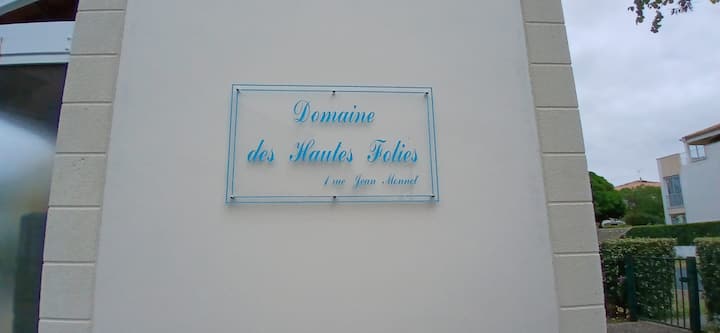 Domaine
des Hautes Folies
1 rue Jean Monnet